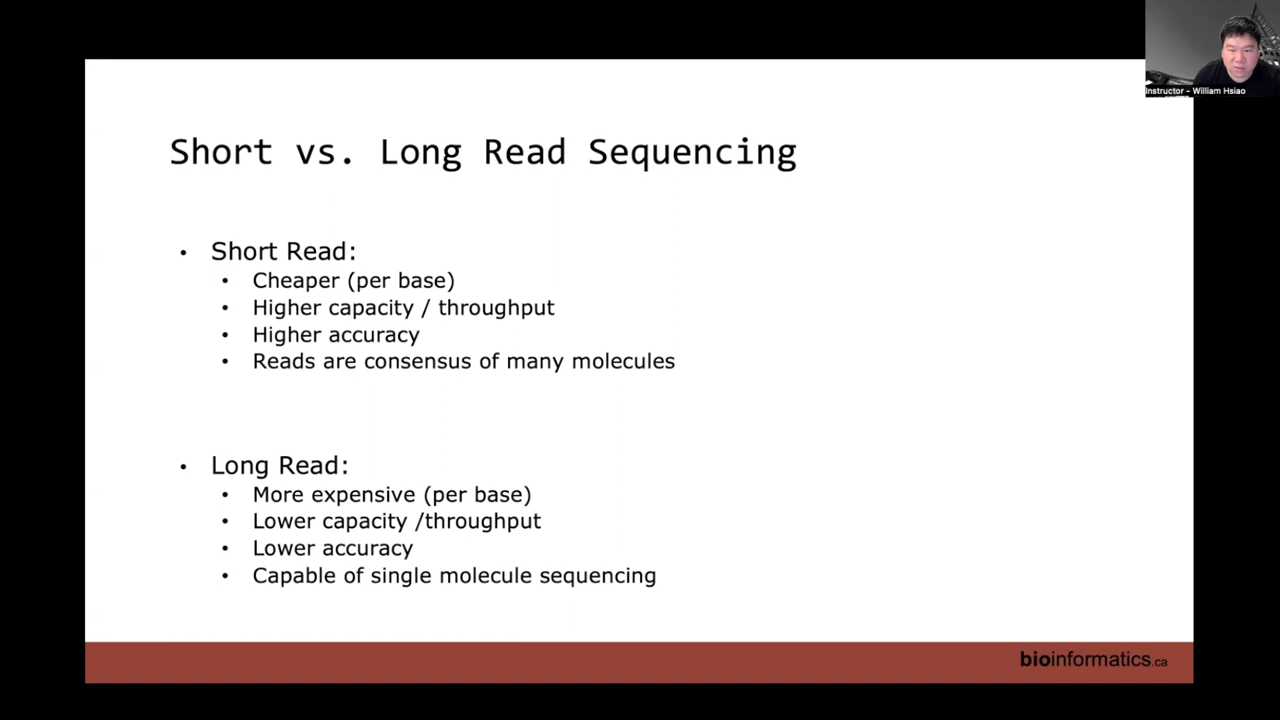 Instructor - William Hsiao
Short vs. Long Read Sequencing
• Short Read:
• Cheaper (per base)
• Higher capacity / throughput
• Higher accuracy
• Reads are consensus of many molecules
• Long Read:
• More expensive (per base)
• Lower capacity /throughput
• Lower accuracy
• Capable of single molecule sequencing
bioinformatics.ca